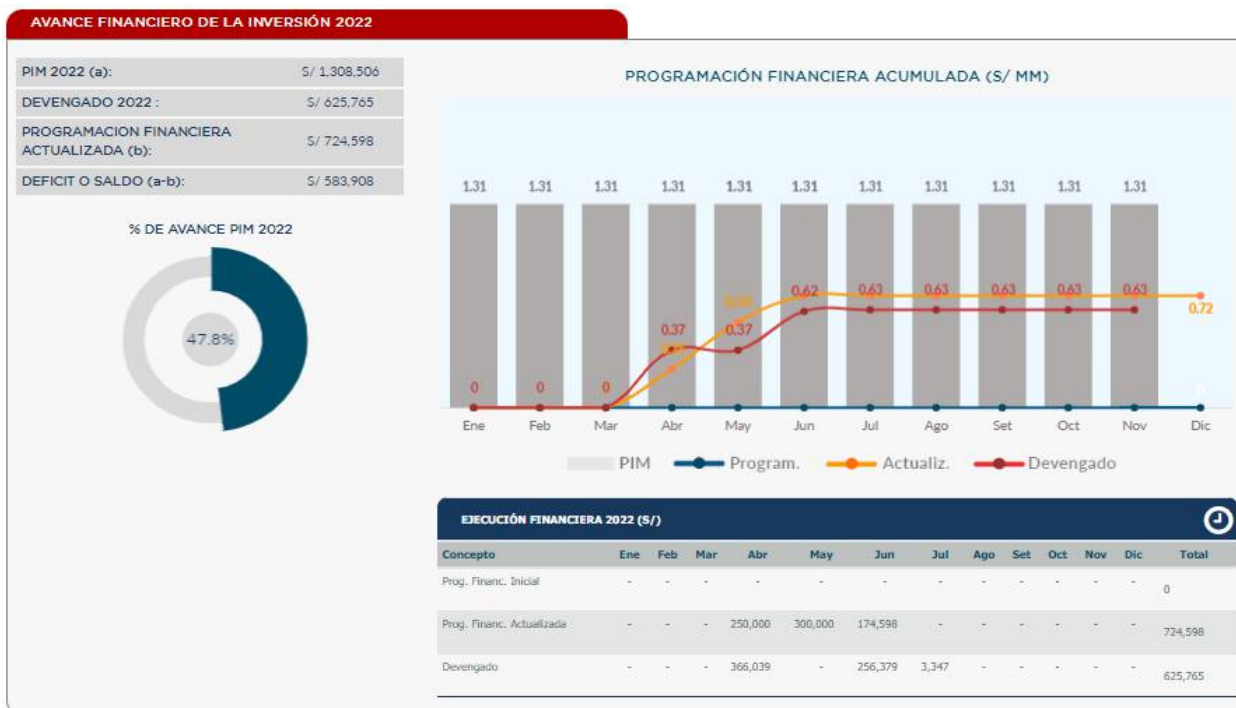 AVANCE FINANCIERO DE LA INVERSIÓN 2022
PIM 2022 (a): S/ 1,308,506
DEVENGADO 2022 : S/ 625,765
PROGRAMACION FINANCIERA
ACTUALIZADA (b): S/ 724,598
DEFICIT O SALDO (a-b): S/ 583,908
% DE AVANCE PIM 2022
47.8%
PROGRAMACIÓN FINANCIERA ACUMULADA (S/ MM)
1.31 1.31 1.31 1.31 1.31 1.31 1.31 1.31 1.31 1.31 1.31
0 0 0 0.37 0.37 0.62 0.63 0.63 0.63 0.63 0.63
0.72
Ene Feb Mar Abr May Jun Jul Ago Set Oct Nov Dic
PIM Program. Actualiz. Devengado
EJECUCIÓN FINANCIERA 2022 (S/)
Concepto Ene Feb Mar Abr May Jun Jul Ago Set Oct Nov Dic Total
Prog. Financ. Inicial - - - - - - - - - - - - 0
Prog. Financ. Actualizada - - - 250,000 300,000 174,598 - - - - - - 724,598
Devengado - - - 366,039 - 256,379 3,347 - - - - - 625,765